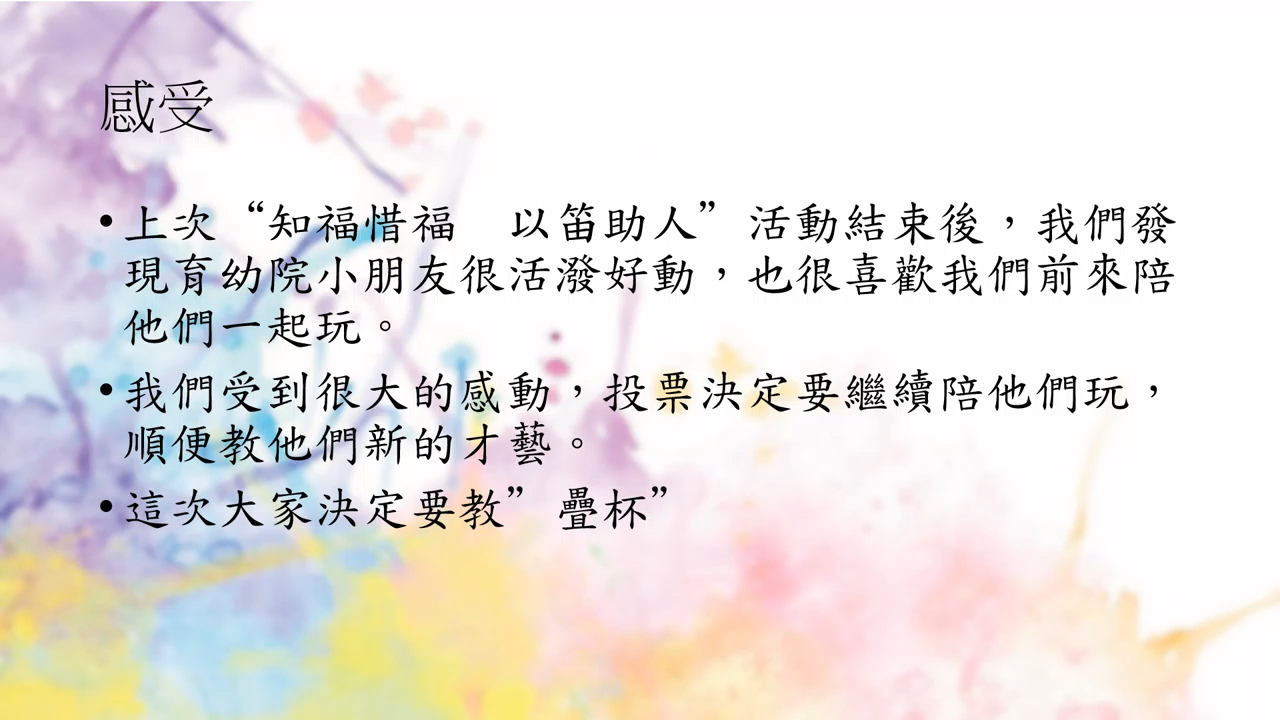 感受
• 上次“知福惜福　以笛助人”活動結束後，我們發
現育幼院小朋友很活潑好動，也很喜歡我們前來陪
他們一起玩。
• 我們受到很大的感動，投票決定要繼續陪他們玩，
順便教他們新的才藝。
• 這次大家決定要教”疊杯”